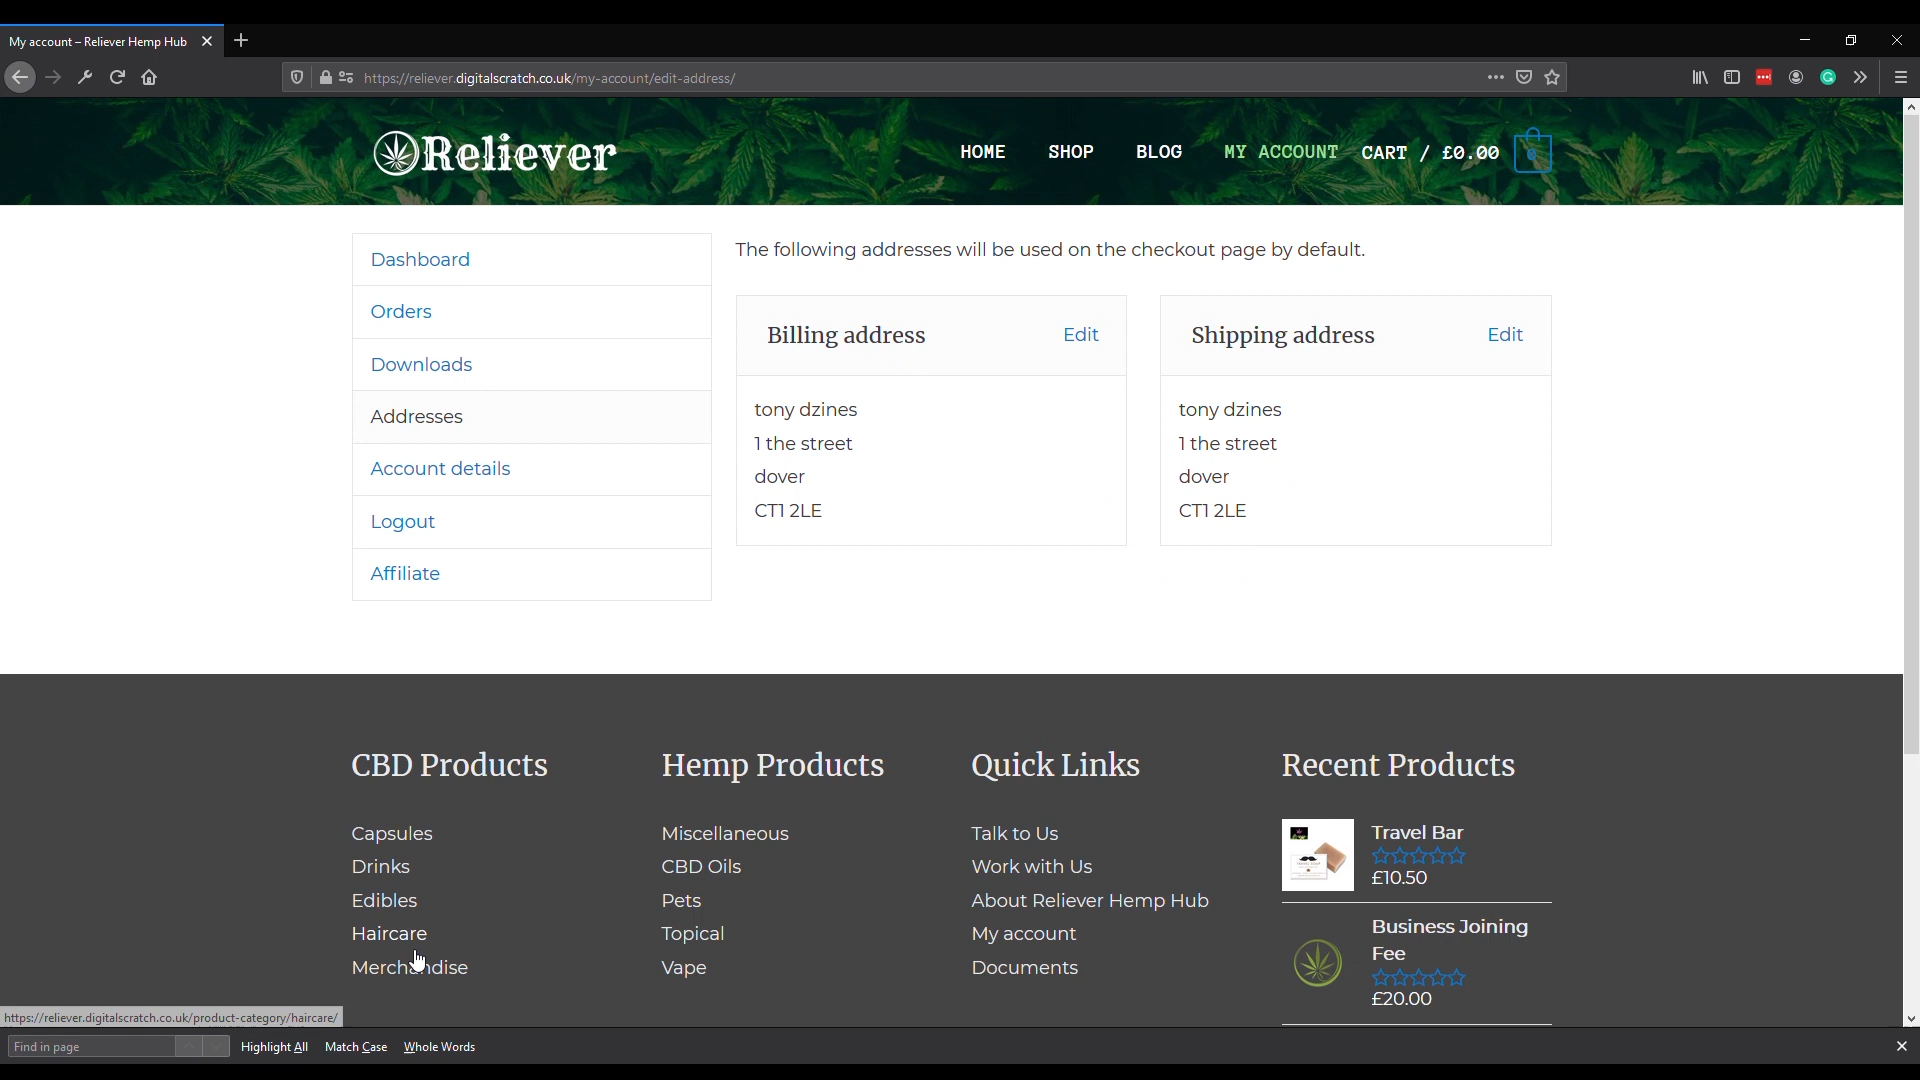 My account – Reliever Hemp Hub
https://reliever.digitalscratch.co.uk/my-account/edit-address/
Reliever
HOME
SHOP
BLOG
MY ACCOUNT
CART / £0.00
0
Dashboard
Orders
Downloads
Addresses
Account details
Logout
Affiliate
The following addresses will be used on the checkout page by default.
Billing address
Edit
tony dzines
1 the street
dover
CT1 2LE
Shipping address
Edit
tony dzines
1 the street
dover
CT1 2LE
CBD Products
Capsules
Drinks
Edibles
Haircare
Merchandise
Hemp Products
Miscellaneous
CBD Oils
Pets
Topical
Vape
Quick Links
Talk to Us
Work with Us
About Reliever Hemp Hub
My account
Documents
Recent Products
Travel Bar
£10.50
Business Joining
Fee
£20.00
https://reliever.digitalscratch.co.uk/product-category/haircare/
Find in page
Highlight All
Match Case
Whole Words